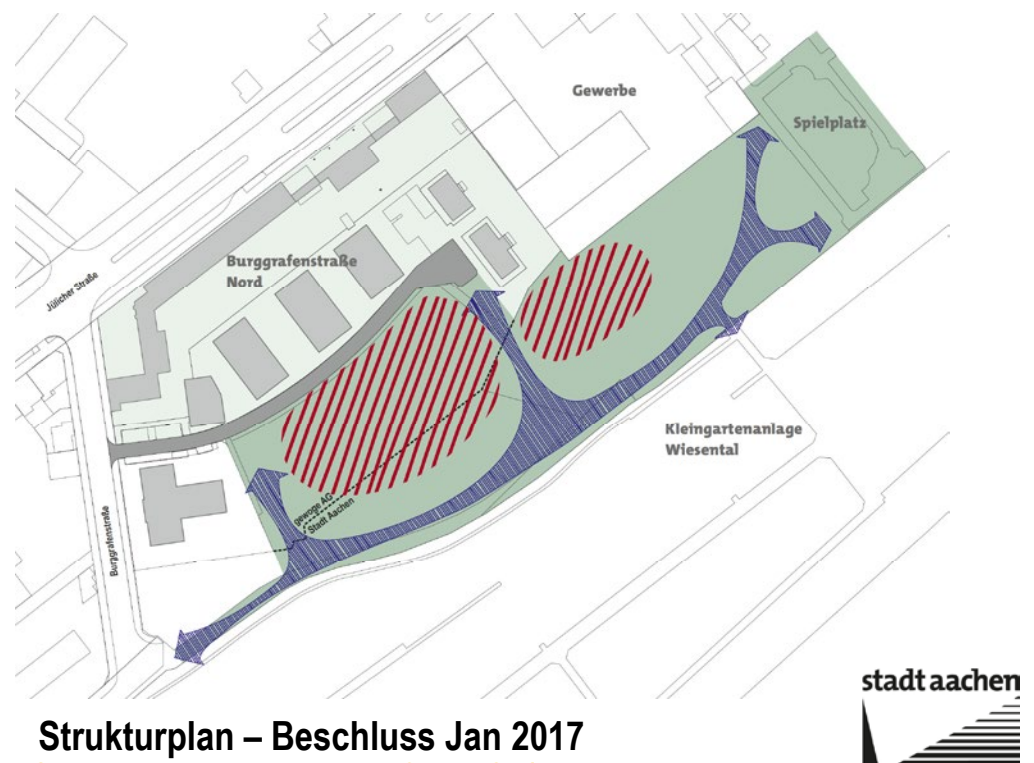 Gewerbe
Spielplatz
Burggrafenstraße
Nord
Jülicher Straße
Kleingartenanlage
Wiesental
gewoge AG
Stadt Aachen
Burggrafenstraße
stadt aachen
Strukturplan – Beschluss Jan 2017